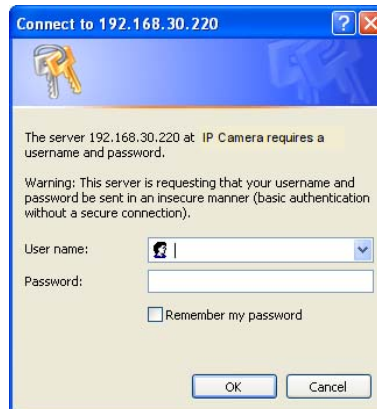 Connect to 192.168.30.220
The server 192.168.30.220 at IP Camera requires a
username and password.
Warning: This server is requesting that your username and
password be sent in an insecure manner (basic authentication
without a secure connection).
User name:
Password:
Remember my password
OK Cancel